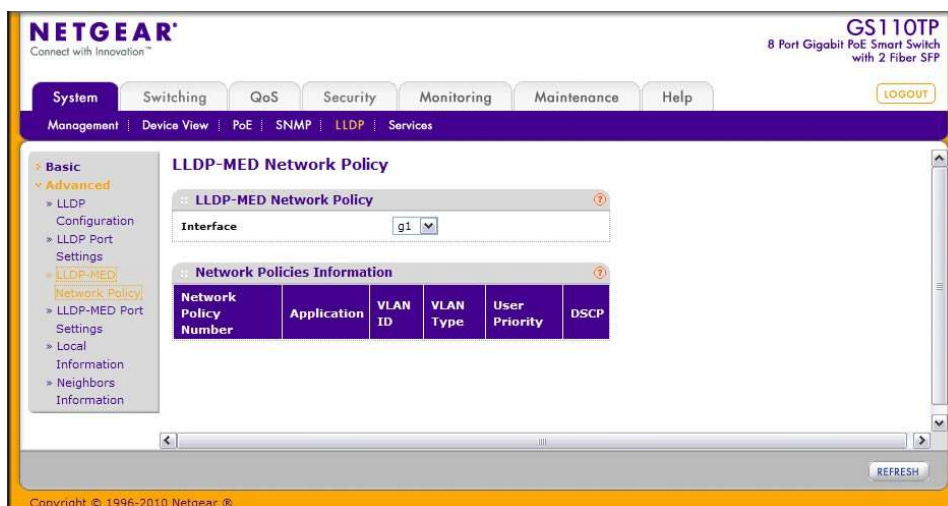 NETGEAR®
Connect with Innovation™
GS110TP
8 Port Gigabit PoE Smart Switch
with 2 Fiber SFP
System
Switching
QoS
Security
Monitoring
Maintenance
Help
LOGOUT
Management
Device View
PoE
SNMP
LLDP
Services
Basic
Advanced
» LLDP
Configuration
» LLDP Port
Settings
» LLDP-MED
Network Policy
» LLDP-MED Port
Settings
» Local
Information
» Neighbors
Information
LLDP-MED Network Policy
LLDP-MED Network Policy
Interface
g1
Network Policies Information
Network
Policy
Number
Application
VLAN
ID
VLAN
Type
User
Priority
DSCP
REFRESH
Copyright © 1996-2010 Netgear ®